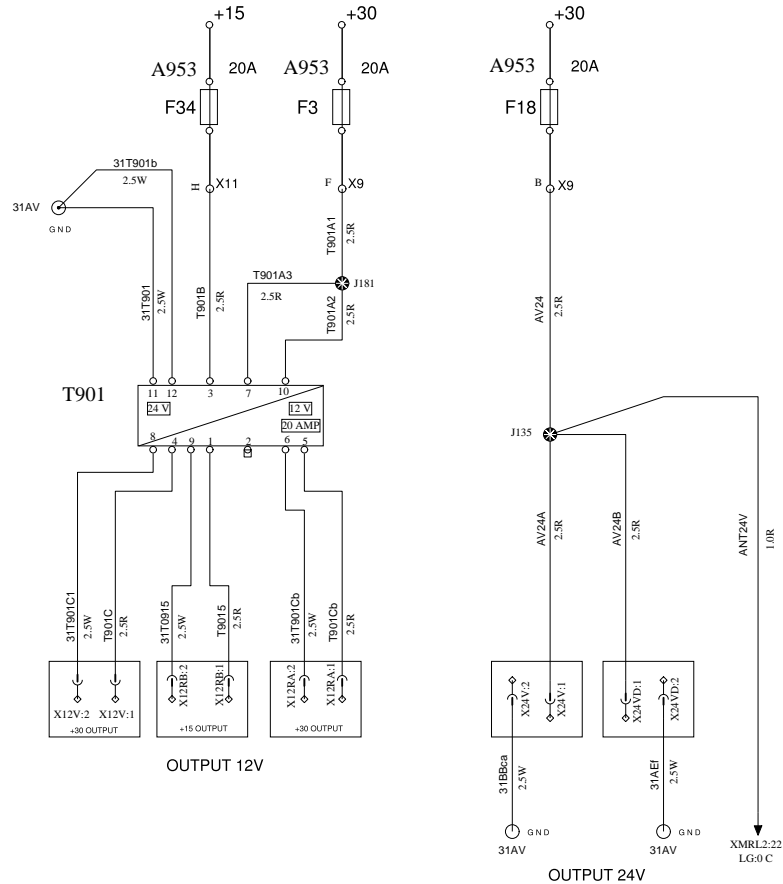 +15
+30
+30
A953 20A
A953 20A
A953 20A
F34
F3
F18
31T901b
2.5W
H
X11
F
X9
B
X9
31AV
GND
T901A1
2.5R
T901A3
2.5R
J181
31T901
2.5W
T901B
2.5R
T901A2
2.5R
AV24
2.5R
T901
11 12 3 7 10
24 V
12 V
20 AMP
8 4 9 1 2 6 5
J135
AV24A
2.5R
AV24B
2.5R
ANT24V
1.0R
31T901C1
2.5W
T901C
2.5R
31T0915
2.5W
T9015
2.5R
31T901Cb
2.5W
T901Cb
2.5R
X12V:2
X12V:1
+30 OUTPUT
X12RB:2
X12RB:1
+15 OUTPUT
X12RA:2
X12RA:1
+30 OUTPUT
X24V:2
X24V:1
X24VD:1
X24VD:2
OUTPUT 12V
31BBca
2.5W
31AEf
2.5W
GND
31AV
GND
31AV
XMRL2:22
LG:0 C
OUTPUT 24V